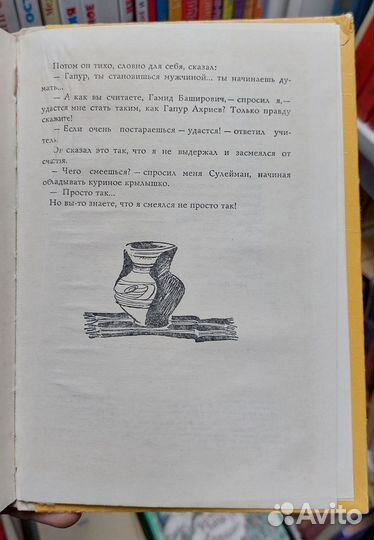 Потом он тихо, словно для себя, сказал:
— Гапур, ты становишься мужчиной... ты начинаешь ду-
мать...
— А как вы считаете, Гамид Баширович, — спросил я, —
удастся мне стать таким, как Гапур Ахриев? Только правду
скажите!
— Если очень постараешься — удастся! — ответил учи-
тель.
Он сказал это так, что я не выдержал и засмеялся от
счастья.
— Чего смеешься? — спросил меня Сулейман, начиная
обгладывать куриное крылышко.
— Просто так...
Но вы-то знаете, что я смеялся не просто так!
Avito